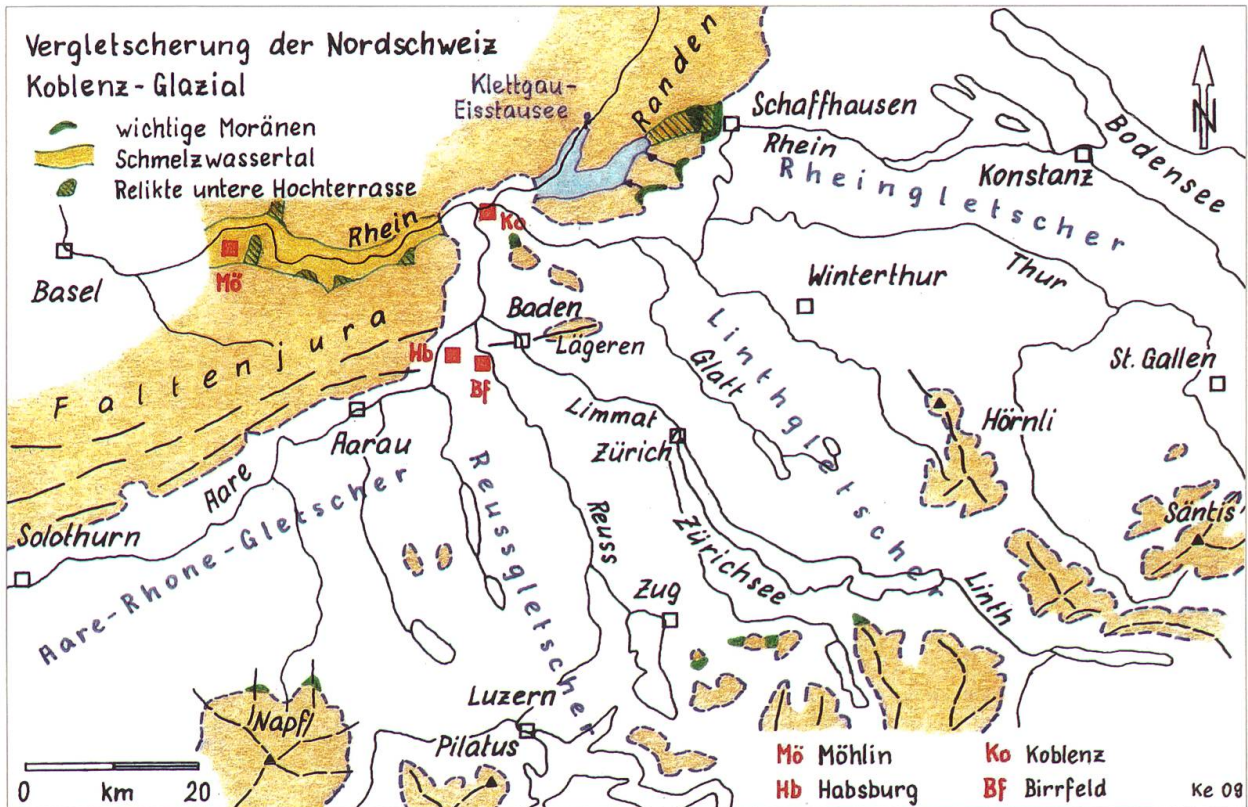 Vergletscherung der Nordschweiz
Koblenz-Glazial
wichtige Moränen
Schmelzwassertal
Relikte untere Hochterrasse
Klettgau-
Eisstausee
Randen
Schaffhausen
Rhein
Rheingletscher
Konstanz
Bodensee
N
Basel
Mö
Rhein
Ko
Winterthur
Thur
St. Gallen
Baden
Lägeren
Hb
Bf
Faltenjura
Linthgletscher
Glatt
Hörnli
Limmat
Zürich
Aarau
Aare
Solothurn
Aare-Rhone-Gletscher
Reussgletscher
Reuss
Zürichsee
Zug
Linth
Säntis
Napf
Luzern
Pilatus
0 km 20
Mö Möhlin
Hb Habsburg
Ko Koblenz
Bf Birrfeld
Ke 09